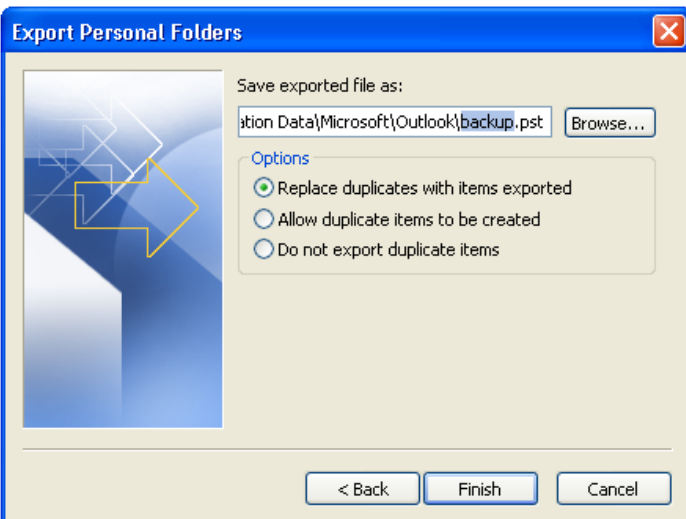 Export Personal Folders
Save exported file as:
ation Data\Microsoft\Outlook\backup.pst
Browse...
Options
Replace duplicates with items exported
Allow duplicate items to be created
Do not export duplicate items
< Back
Finish
Cancel